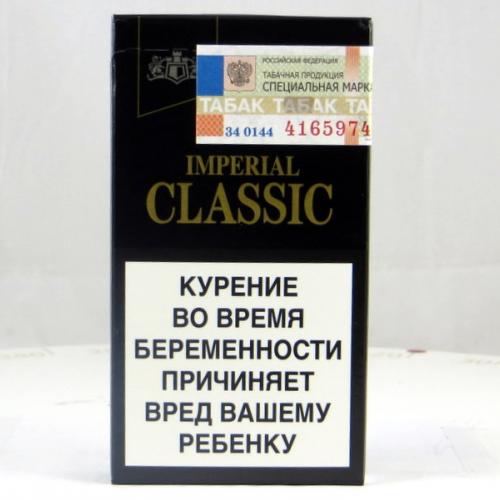 РОССИЙСКАЯ ФЕДЕРАЦИЯ
ТАБАЧНАЯ ПРОДУКЦИЯ
СПЕЦИАЛЬНАЯ МАРКА
ТАБАК ТАБАК ТАБ
34 0144 4165974
IMPERIAL
CLASSIC
КУРЕНИЕ
ВО ВРЕМЯ
БЕРЕМЕННОСТИ
ПРИЧИНЯЕТ
ВРЕД ВАШЕМУ
РЕБЕНКУ